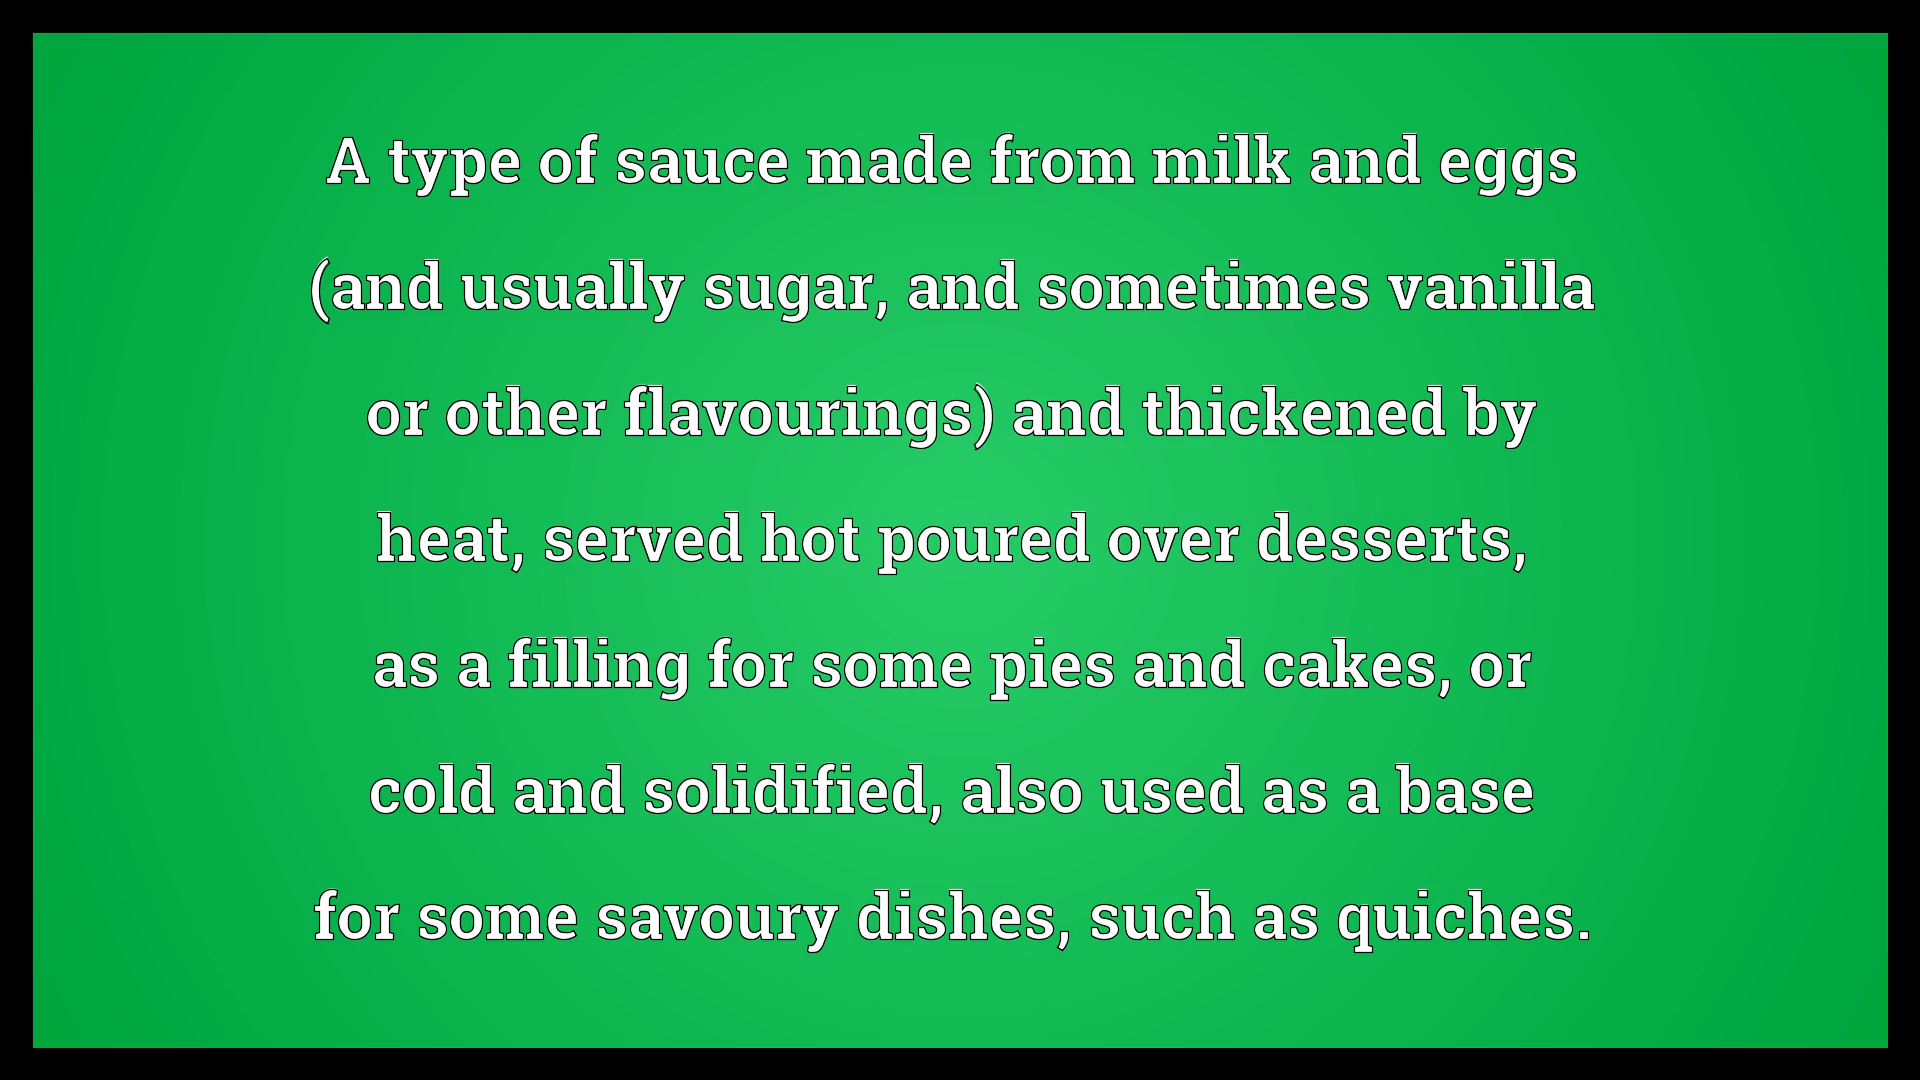 A type of sauce made from milk and eggs
(and usually sugar, and sometimes vanilla
or other flavourings) and thickened by
heat, served hot poured over desserts,
as a filling for some pies and cakes, or
cold and solidified, also used as a base
for some savoury dishes, such as quiches.